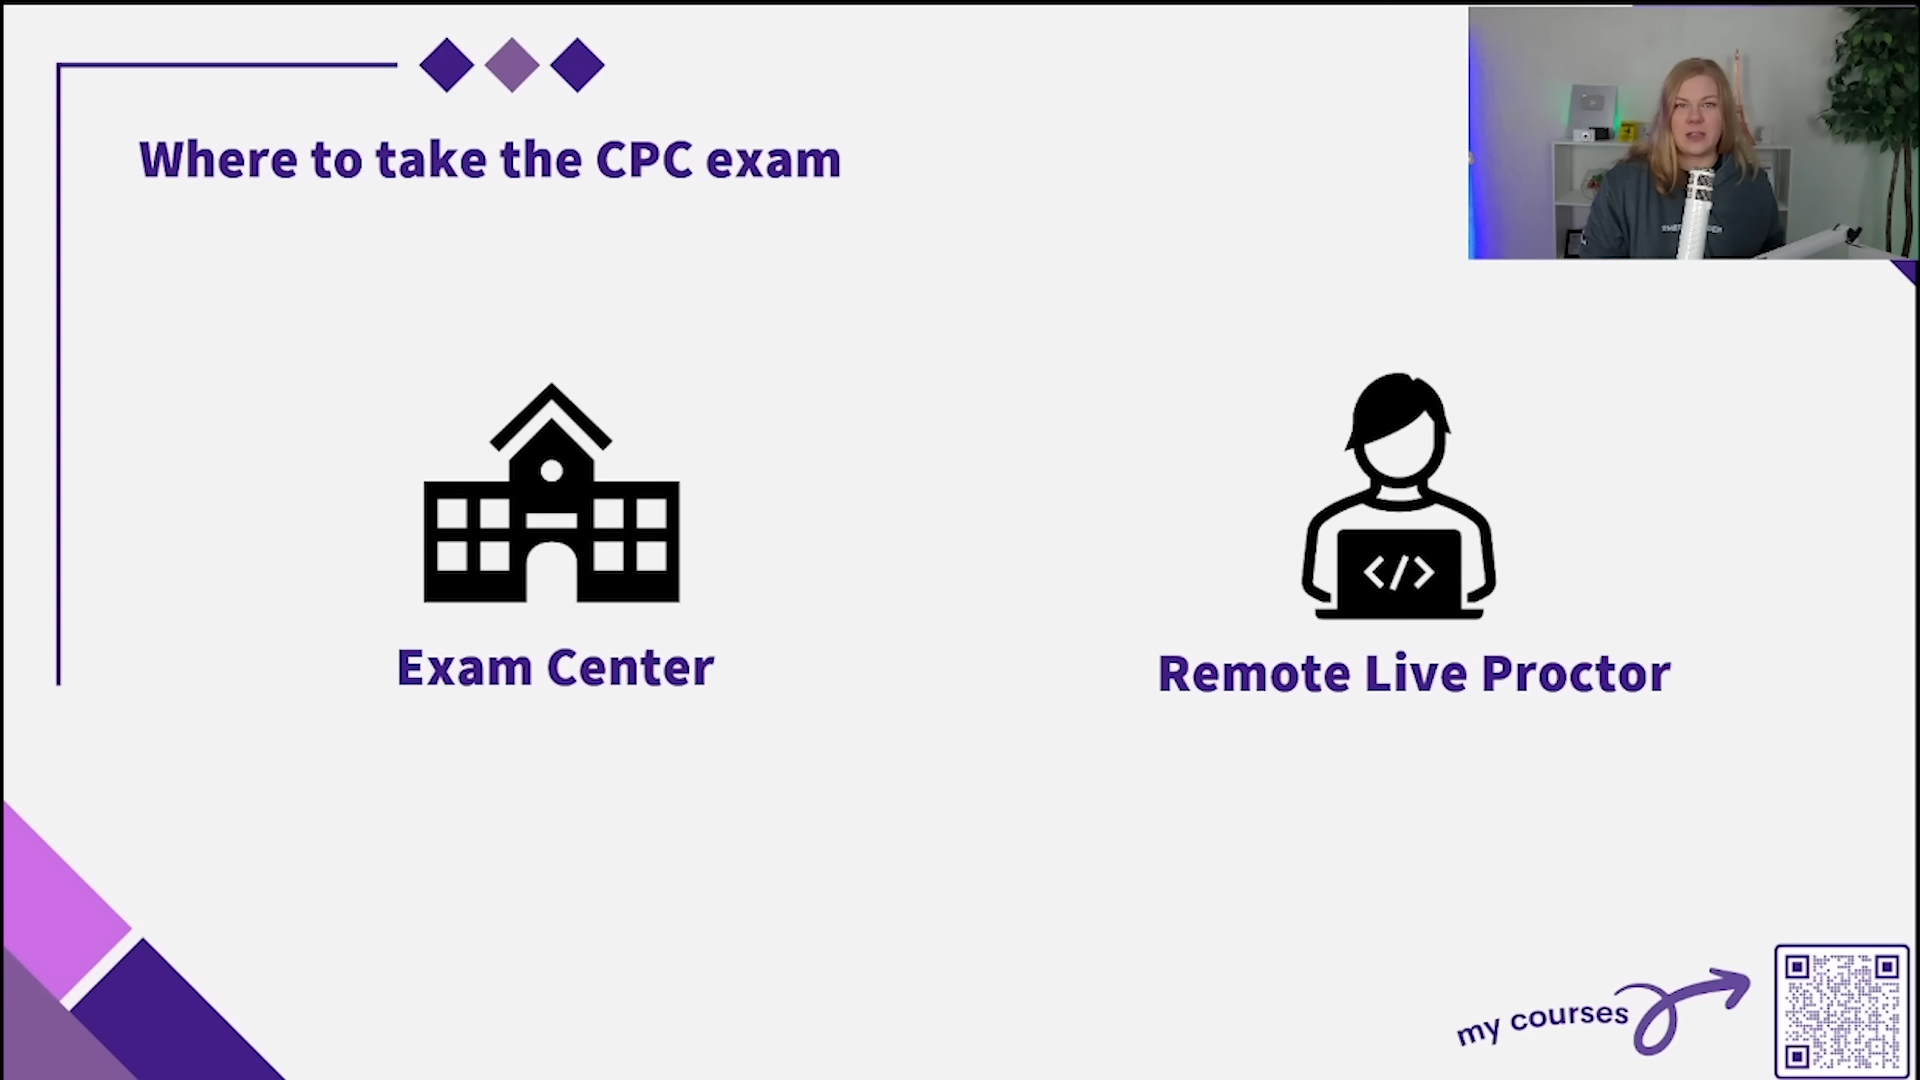 Where to take the CPC exam
Exam Center
</>
Remote Live Proctor
my courses